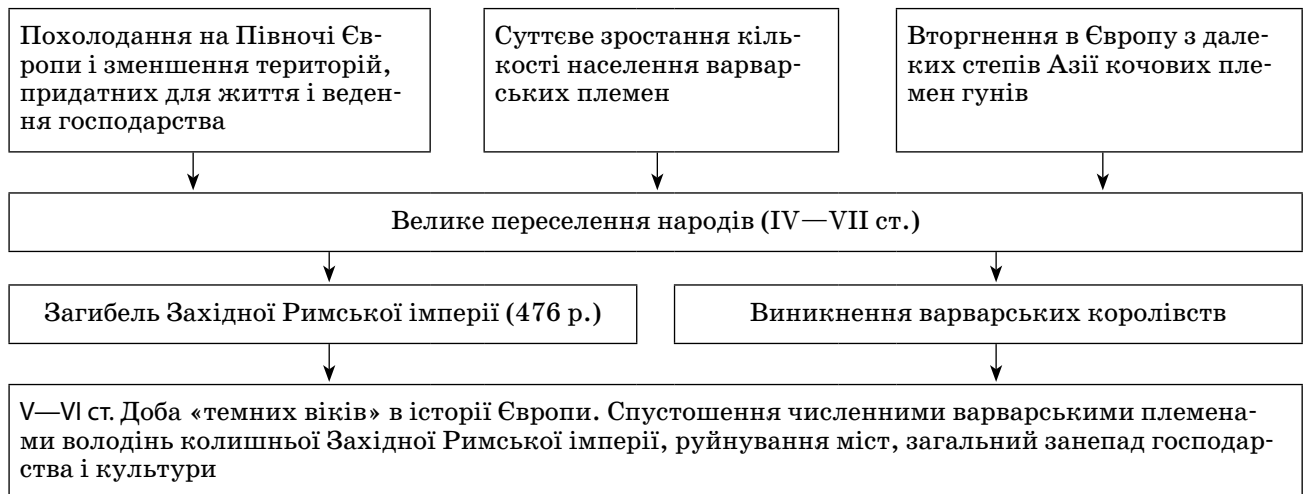 Похолодання на Півночі Єв-
ропи і зменшення територій,
придатних для життя і веден-
ня господарства
Суттєве зростання кіль-
кості населення варвар-
ських племен
Вторгнення в Європу з дале-
ких степів Азії кочових пле-
мен гунів
Велике переселення народів (IV—VII ст.)
Загибель Західної Римської імперії (476 р.)
Виникнення варварських королівств
V—VI ст. Доба «темних віків» в історії Європи. Спустошення численними варварськими племена-
ми володінь колишньої Західної Римської імперії, руйнування міст, загальний занепад господар-
ства і культури